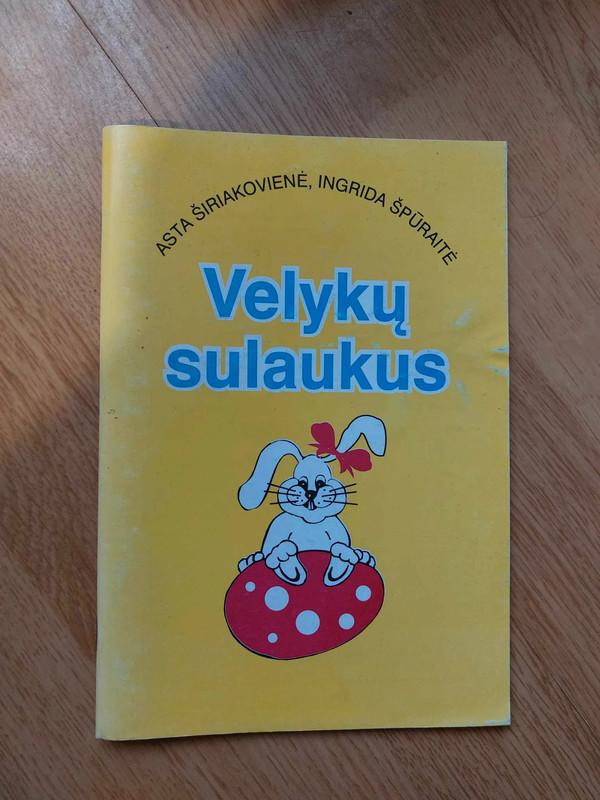 ASTA ŠIRIAKOVIENĖ, INGRIDA ŠPŪRAITĖ
Velykų
sulaukus